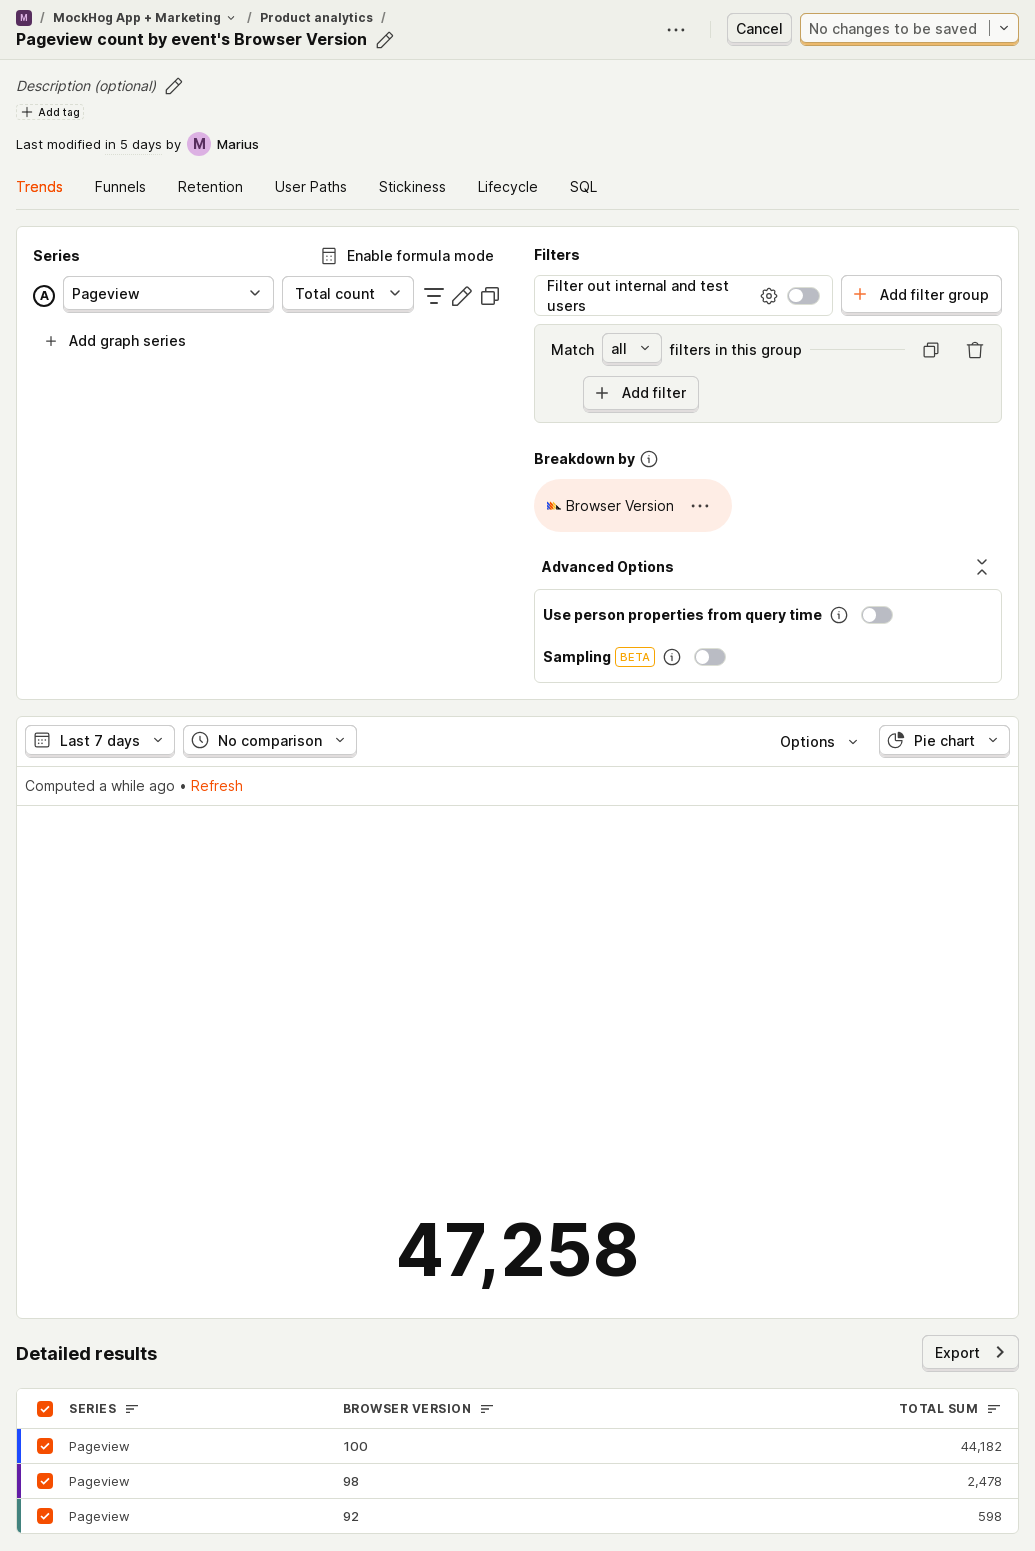 M / MockHog App + Marketing / Product analytics /
Pageview count by event's Browser Version
Cancel
No changes to be saved
Description (optional)
Add tag
Last modified in 5 days by M Marius
Trends Funnels Retention User Paths Stickiness Lifecycle SQL
Series
Enable formula mode
A Pageview Total count
Add graph series
Filters
Filter out internal and test
users
Add filter group
Match all filters in this group
Add filter
Breakdown by
Browser Version
Advanced Options
Use person properties from query time
Sampling BETA
Last 7 days No comparison Options Pie chart
Computed a while ago • Refresh
47,258
Detailed results
Export
SERIES BROWSER VERSION TOTAL SUM
Pageview 100 44,182
Pageview 98 2,478
Pageview 92 598